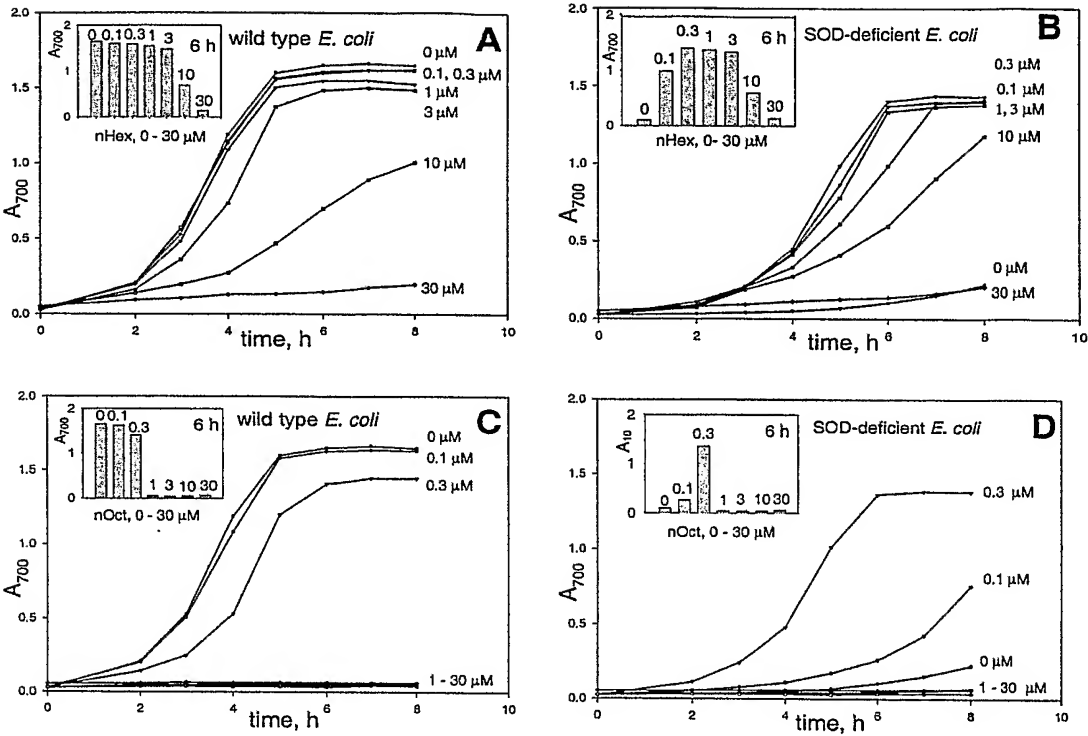 A
wild type E. coli
2.0
1.5
1.0
0.5
0.0
A700
0 2 4 6 8 10
time, h
0 µM
0.1, 0.3 µM
1 µM
3 µM
10 µM
30 µM
A700
2
1
0
0 0.1 0.3 1 3 10 30
6 h
nHex, 0 - 30 µM
B
SOD-deficient E. coli
2.0
1.5
1.0
0.5
0.0
A700
0 2 4 6 8 10
time, h
0.3 µM
0.1 µM
1, 3 µM
10 µM
0 µM
30 µM
A700
2
1
0
0 0.1 0.3 1 3 10 30
6 h
nHex, 0- 30 µM
C
wild type E. coli
2.0
1.5
1.0
0.5
0.0
A700
0 2 4 6 8 10
time, h
0 µM
0.1 µM
0.3 µM
1 - 30 µM
A700
2
1
0
0 0.1 0.3 1 3 10 30
6 h
nOct, 0 - 30 µM
D
SOD-deficient E. coli
2.0
1.5
1.0
0.5
0.0
A700
0 2 4 6 8 10
time, h
0.3 µM
0.1 µM
0 µM
1 - 30 µM
A10
2
1
0
0 0.1 0.3 1 3 10 30
6 h
nOct, 0 - 30 µM